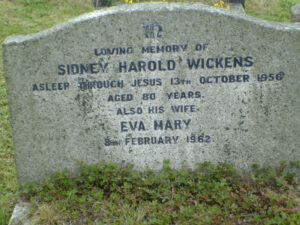 LOVING MEMORY OF
SIDNEY HAROLD WICKENS
ASLEEP THROUGH JESUS 13TH OCTOBER 1956
AGED 80 YEARS.
ALSO HIS WIFE
EVA MARY
8TH FEBRUARY 1962.